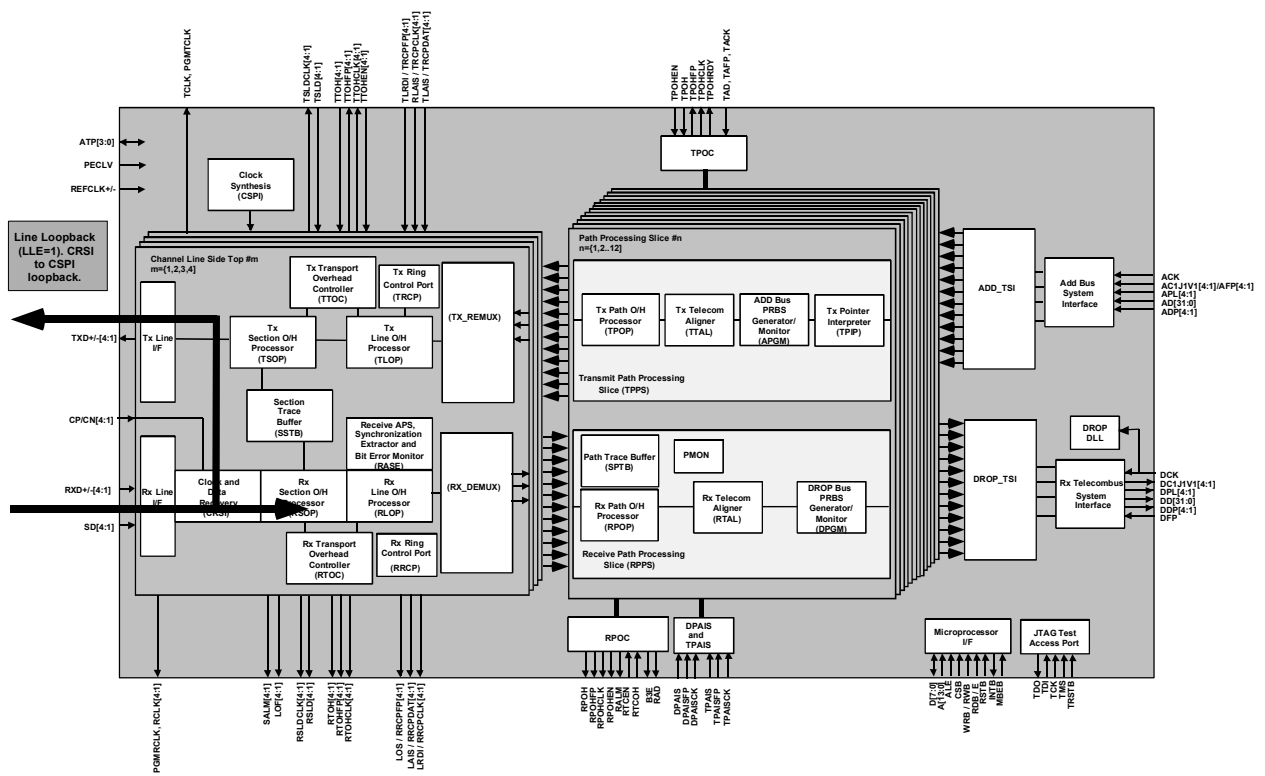 TCLK, PGMTCLK
TSLDCLK[4:1]
TSLD[4:1]
TTOH[4:1]
TTOHFP[4:1]
TTOHCLK[4:1]
TTOHEN[4:1]
TLRDI / TRCPFP[4:1]
RLAIS / TRCPCLK[4:1]
TLAIS / TRCPDAT[4:1]
TPOHEN
TPOH
TPOHFP
TPOHCLK
TPOHRDY
TAD, TAFP, TACK
ATP[3:0]
PECLV
REFCLK+/-
Clock
Synthesis
(CSPI)
TPOC
Line Loopback
(LLE=1). CRSI
to CSPI
loopback.
Channel Line Side Top #m
m={1,2,3,4]
Tx Transport
Overhead
Controller
(TTOC)
Tx Ring
Control Port
(TRCP)
Tx Line
I/F
Tx
Section O/H
Processor
(TSOP)
Tx
Line O/H
Processor
(TLOP)
(TX_REMUX)
Section
Trace
Buffer
(SSTB)
Receive APS,
Synchronization
Extractor and
Bit Error Monitor
(RASE)
Rx Line
I/F
Clock and
Data
Recovery
(CRSI)
Rx
Section O/H
Processor
(RSOP)
Rx
Line O/H
Processor
(RLOP)
(RX_DEMUX)
Rx Transport
Overhead
Controller
(RTOC)
Rx Ring
Control Port
(RRCP)
TXD+/-[4:1]
CP/CN[4:1]
RXD+/-[4:1]
SD[4:1]
Path Processing Slice #n
n={1,2..12]
Tx Path O/H
Processor
(TPOP)
Tx Telecom
Aligner
(TTAL)
ADD Bus
PRBS
Generator/
Monitor
(APGM)
Tx Pointer
Interpreter
(TPIP)
Transmit Path Processing
Slice (TPPS)
Path Trace Buffer
(SPTB)
PMON
Rx Path O/H
Processor
(RPOP)
Rx Telecom
Aligner
(RTAL)
DROP Bus
PRBS
Generator/
Monitor
(DPGM)
Receive Path Processing
Slice (RPPS)
ADD_TSI
Add Bus
System
Interface
ACK
AC1J1V1[4:1]/AFP[4:1]
APL[4:1]
AD[31:0]
ADP[4:1]
DROP
DLL
DROP_TSI
Rx Telecombus
System
Interface
DCK
DC1J1V1[4:1]
DPL[4:1]
DD[31:0]
DDP[4:1]
DFP
RPOC
DPAIS
and
TPAIS
Microprocessor
I/F
JTAG Test
Access Port
PGMRCLK, RCLK[4:1]
SALM[4:1]
LOF[4:1]
RSLDCLK[4:1]
RSLD[4:1]
RTOH[4:1]
RTOHFP[4:1]
RTOHCLK[4:1]
LOS / RRCPFP[4:1]
LAIS / RRCPDAT[4:1]
LRDI / RRCPCLK[4:1]
RPOH
RPOHFP
RPOHCLK
RPOHEN
RALM
RTCEN
RTCOH
B3E
RAD
DPAIS
DPAISFP
DPAISCK
TPAIS
TPAISFP
TPAISCK
D[7:0]
A[13:0]
ALE
CSB
WRB / RWB
RDB / E
RSTB
INTB
MBEB
TDO
TDI
TCK
TMS
TRSTB